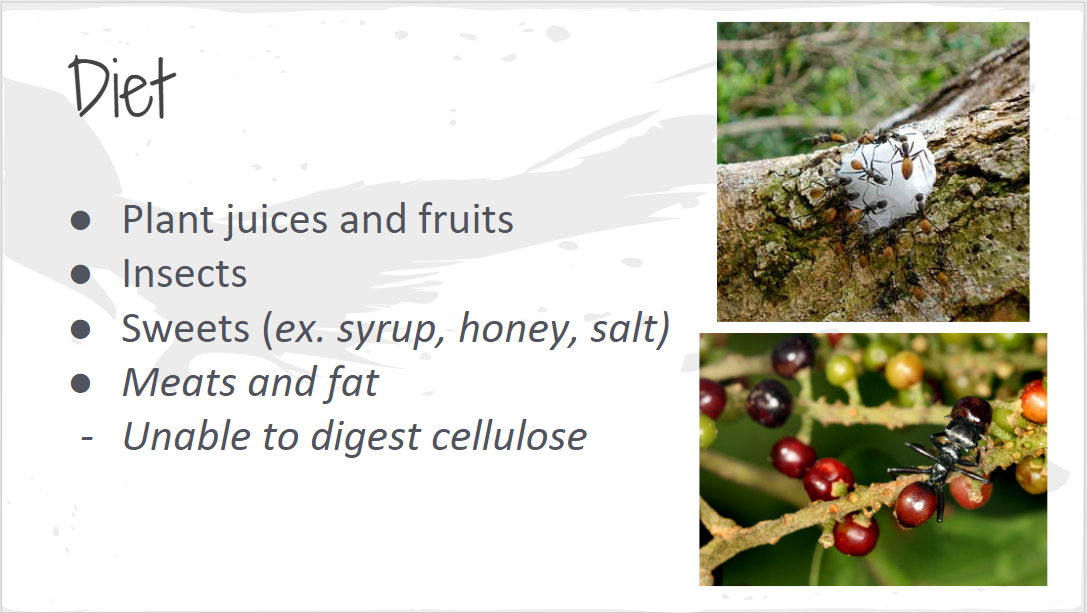 Diet
● Plant juices and fruits
● Insects
● Sweets (ex. syrup, honey, salt)
● Meats and fat
- Unable to digest cellulose